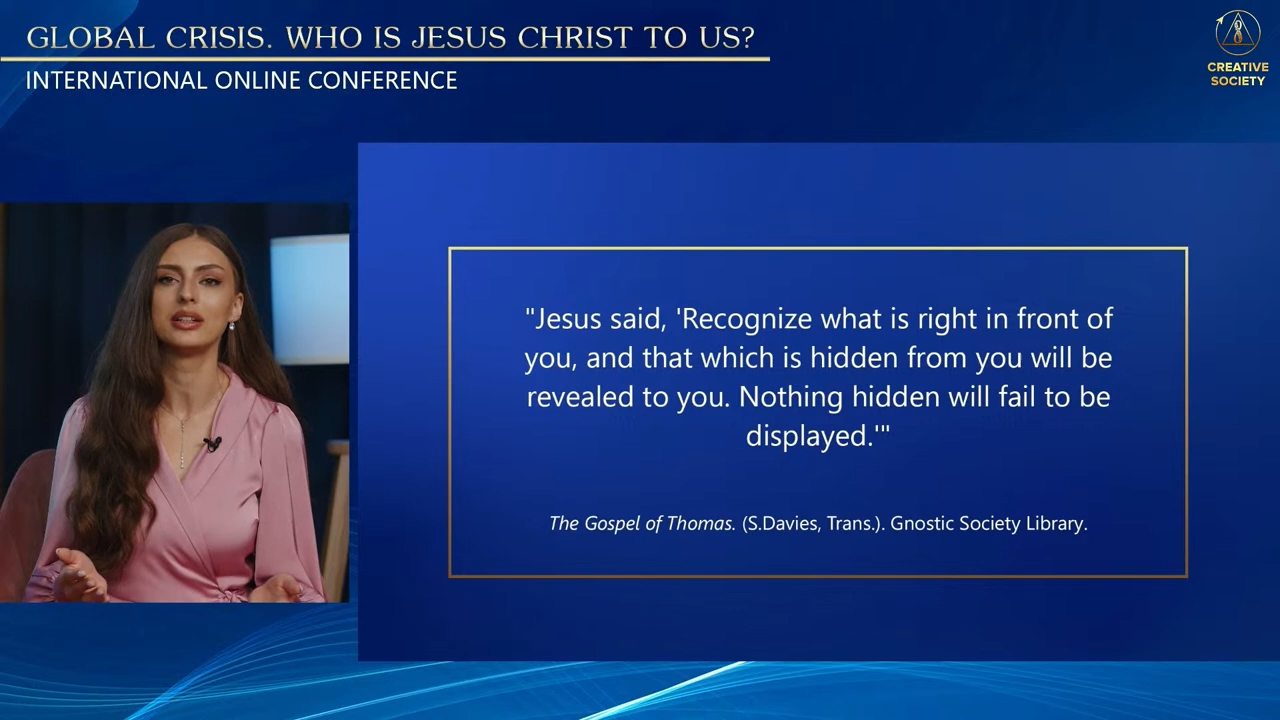 GLOBAL CRISIS. WHO IS JESUS CHRIST TO US?
INTERNATIONAL ONLINE CONFERENCE
CREATIVE
SOCIETY
"Jesus said, 'Recognize what is right in front of
you, and that which is hidden from you will be
revealed to you. Nothing hidden will fail to be
displayed.'"
The Gospel of Thomas. (S.Davies, Trans.). Gnostic Society Library.